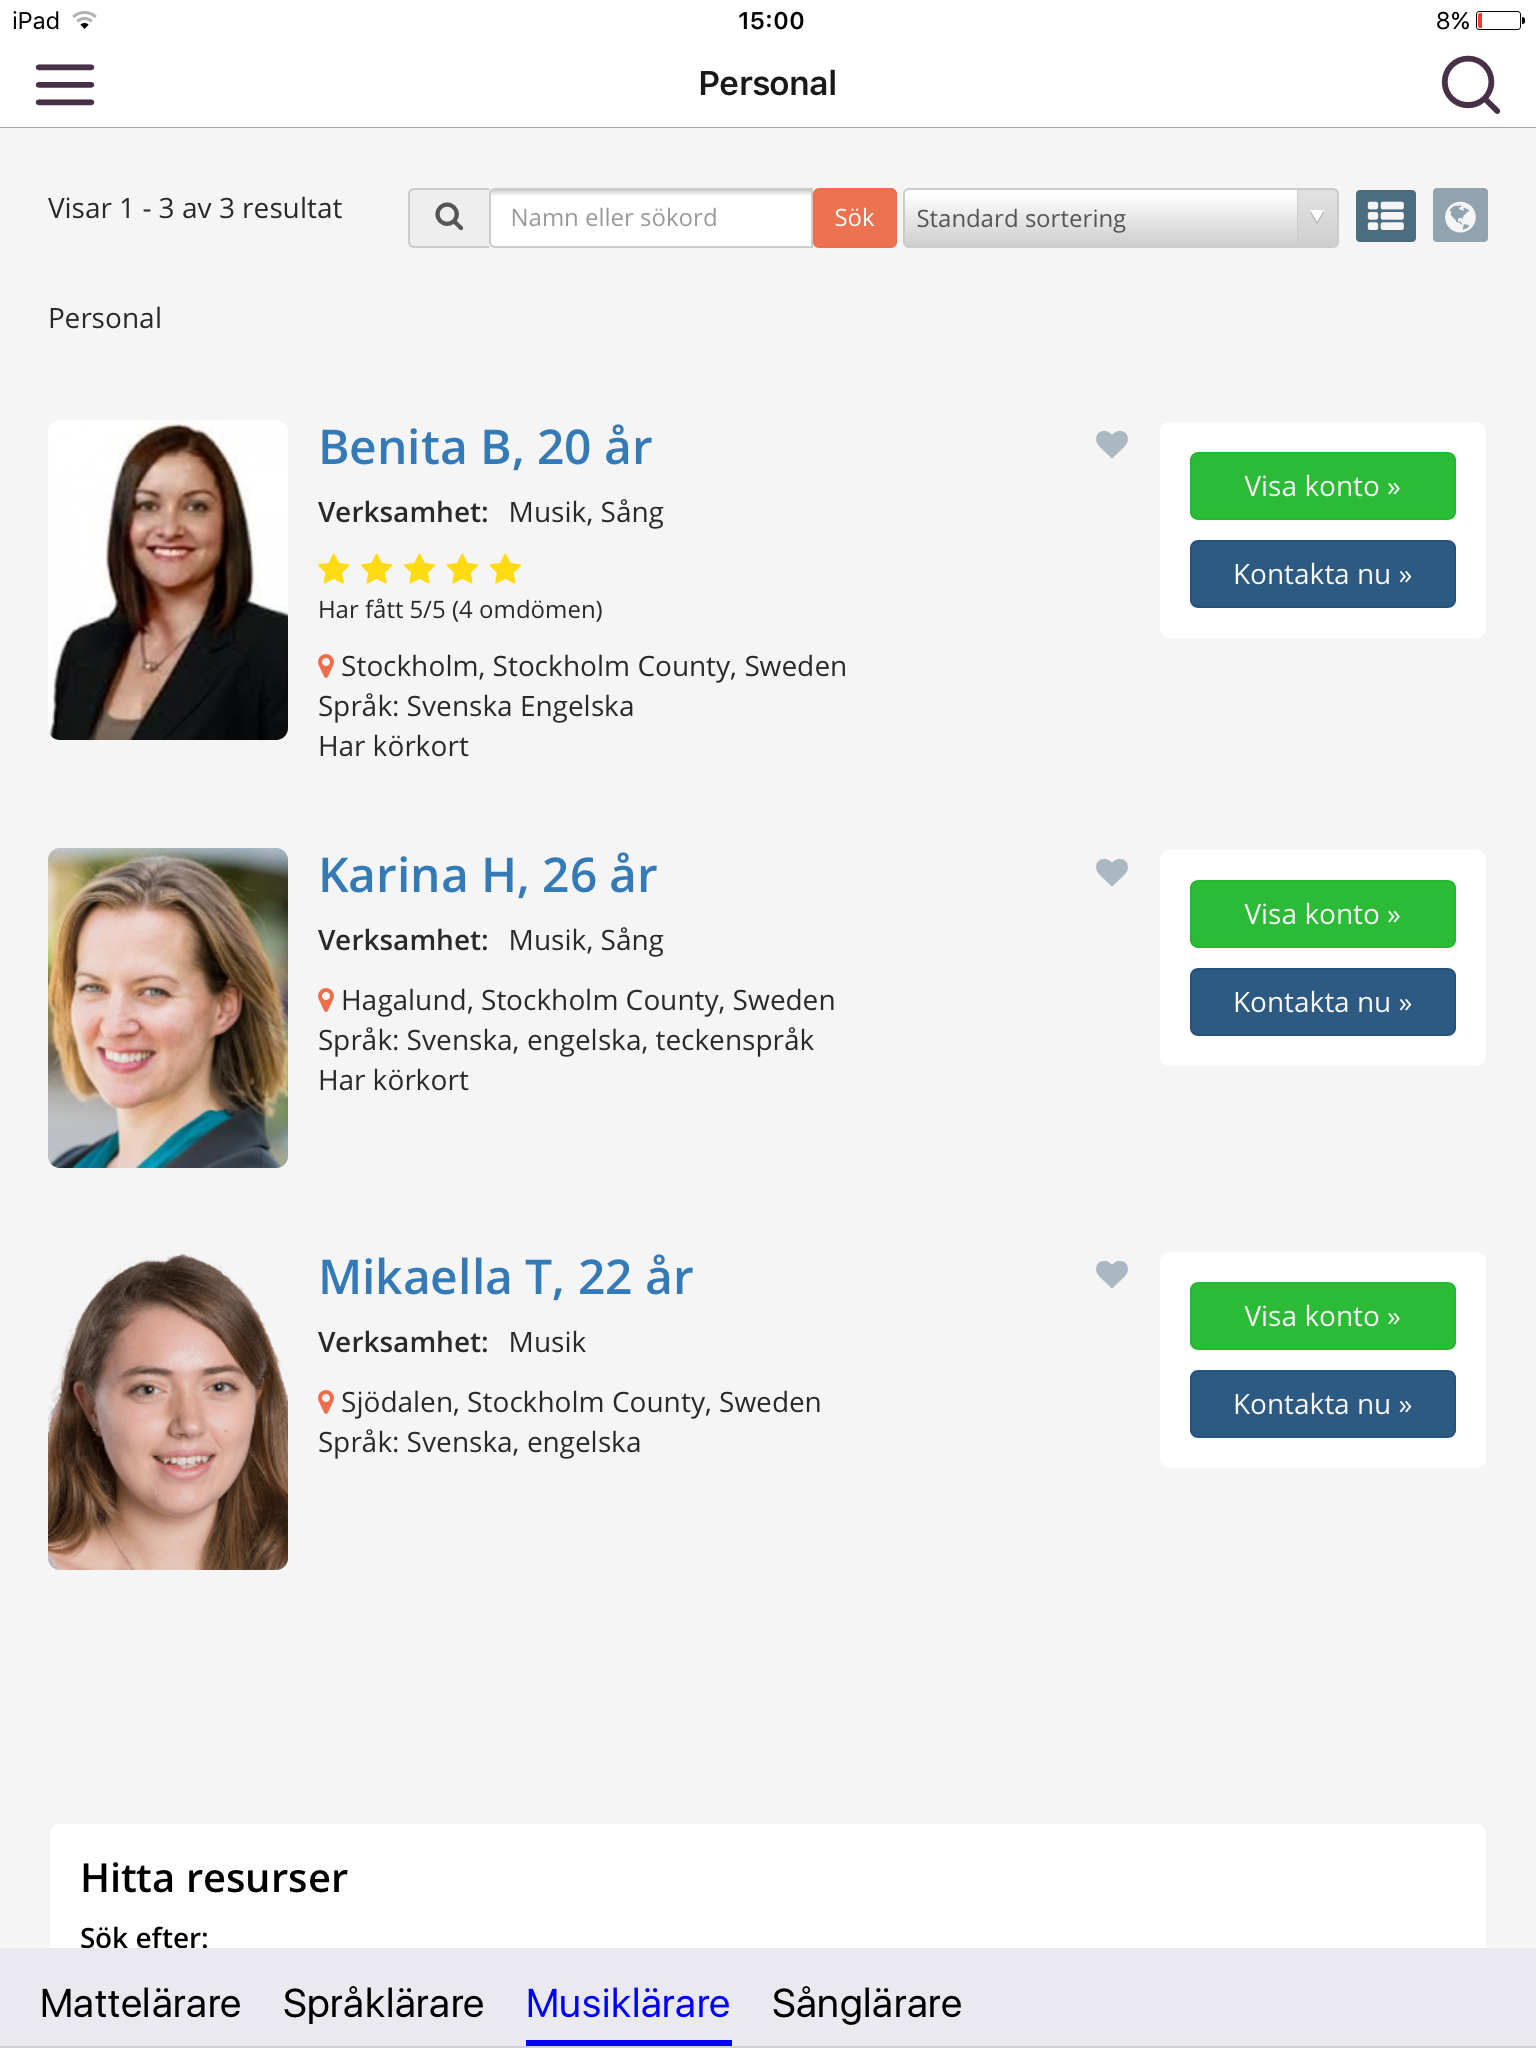 iPad 15:00 8%
Personal
Visar 1 - 3 av 3 resultat Namn eller sökord Sök Standard sortering
Personal
Benita B, 20 år
Verksamhet: Musik, Sång
Har fått 5/5 (4 omdömen)
Stockholm, Stockholm County, Sweden
Språk: Svenska Engelska
Har körkort
Visa konto »
Kontakta nu »
Karina H, 26 år
Verksamhet: Musik, Sång
Hagalund, Stockholm County, Sweden
Språk: Svenska, engelska, teckenspråk
Har körkort
Visa konto »
Kontakta nu »
Mikaella T, 22 år
Verksamhet: Musik
Sjödalen, Stockholm County, Sweden
Språk: Svenska, engelska
Visa konto »
Kontakta nu »
Hitta resurser
Sök efter:
Mattelärare Språklärare Musiklärare Sånglärare